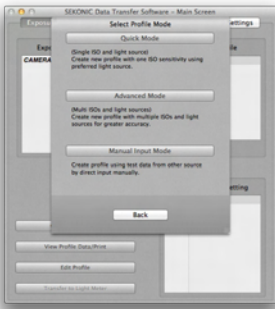 SEKONIC Data Transfer Software - Main Screen
Select Profile Mode
Quick Mode
(Single ISO and light source)
Create new profile with one ISO sensitivity using
preferred light source.
Advanced Mode
(Multi ISOs and Multi light sources)
Create new profile with multiple ISOs and light
sources for greater accuracy.
Manual Input Mode
Create profile using test data from other source
by direct input manually.
Back
View Profile Data/Print
Edit Profile
Transfer to Light Meter